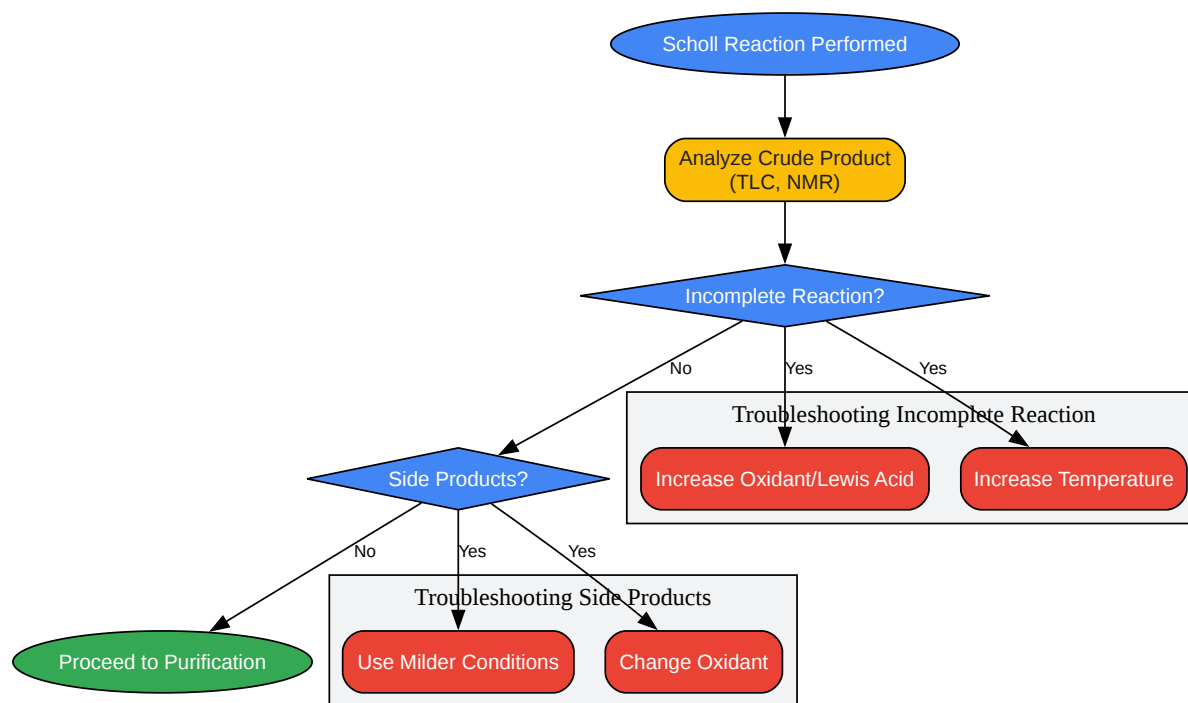 Scholl Reaction Performed
Analyze Crude Product
(TLC, NMR)
Incomplete Reaction?
No
Yes
Yes
Troubleshooting Incomplete Reaction
Increase Oxidant/Lewis Acid
Increase Temperature
Side Products?
No
Yes
Yes
Troubleshooting Side Products
Proceed to Purification
Use Milder Conditions
Change Oxidant